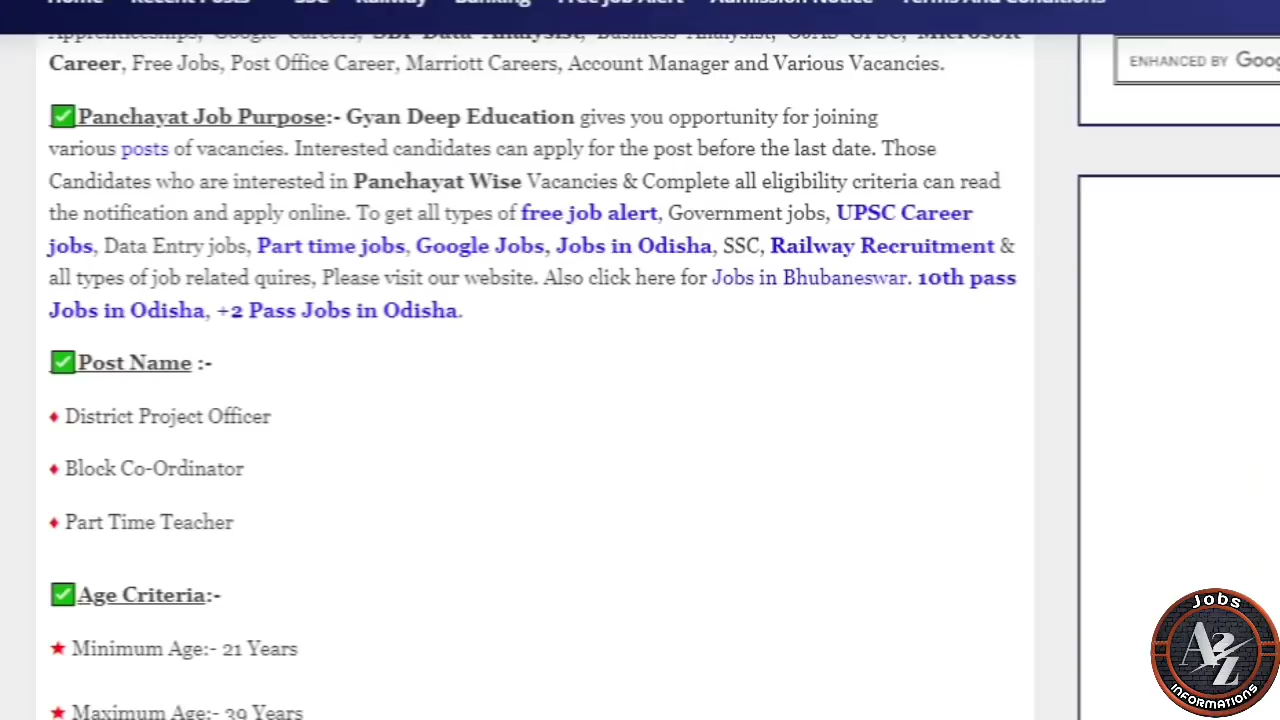 Home Recent Posts SSC Railway Banking Free Job Alert Admission Notice Terms And Conditions
Apprenticeships, Google Careers, SBI Data Analysist, Business Analysist, OJAS GPSC, Microsoft
Career, Free Jobs, Post Office Career, Marriott Careers, Account Manager and Various Vacancies.
ENHANCED BY Goog
✅Panchayat Job Purpose:- Gyan Deep Education gives you opportunity for joining
various posts of vacancies. Interested candidates can apply for the post before the last date. Those
Candidates who are interested in Panchayat Wise Vacancies & Complete all eligibility criteria can read
the notification and apply online. To get all types of free job alert, Government jobs, UPSC Career
jobs, Data Entry jobs, Part time jobs, Google Jobs, Jobs in Odisha, SSC, Railway Recruitment &
all types of job related quires, Please visit our website. Also click here for Jobs in Bhubaneswar. 10th pass
Jobs in Odisha, +2 Pass Jobs in Odisha.
✅Post Name :-
♦ District Project Officer
♦ Block Co-Ordinator
♦ Part Time Teacher
✅Age Criteria:-
★ Minimum Age:- 21 Years
★ Maximum Age:- 39 Years
Jobs
A2Z
INFORMATIONS